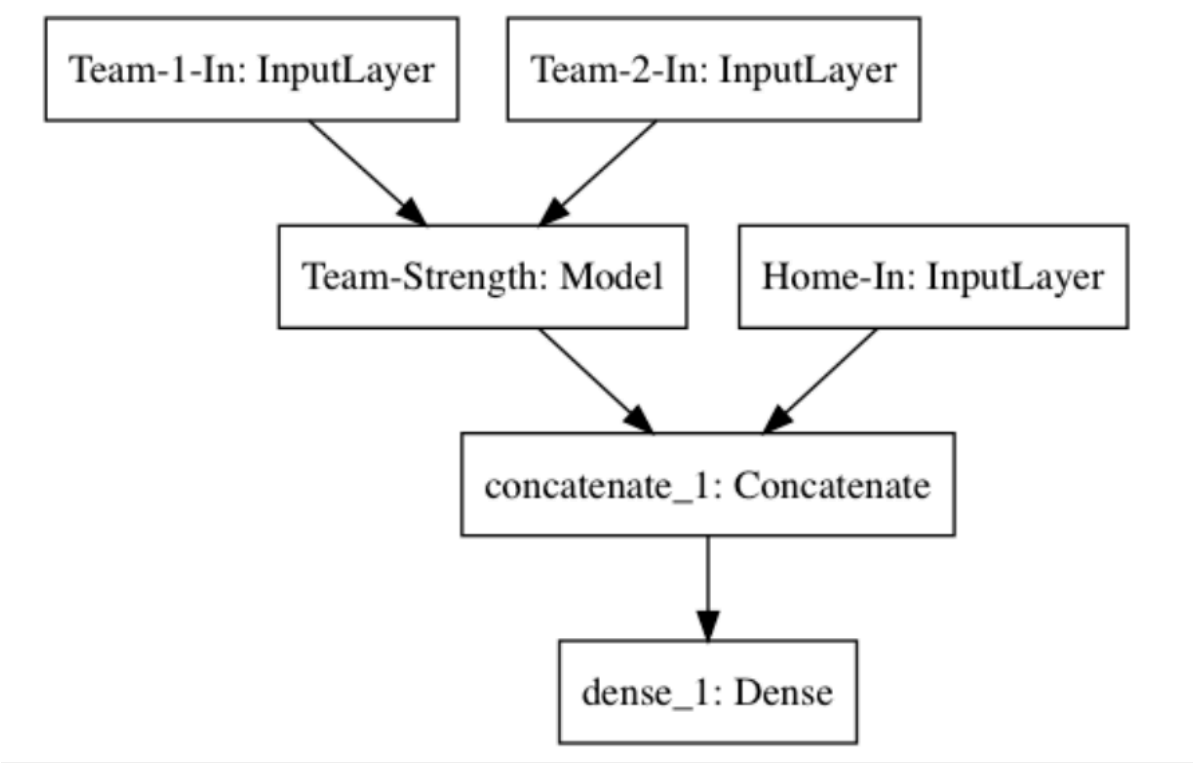 Team-1-In: InputLayer
Team-2-In: InputLayer
Team-Strength: Model
Home-In: InputLayer
concatenate_1: Concatenate
dense_1: Dense